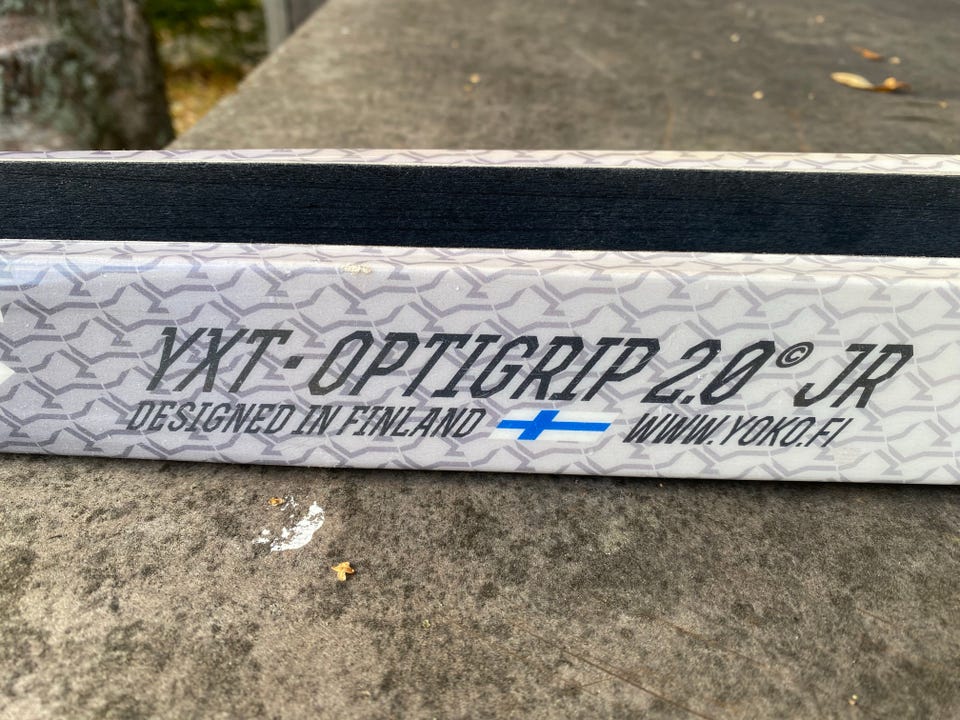 YXT-OPTIGRIP 2.0© JR
DESIGNED IN FINLAND WWW.YOKO.FI